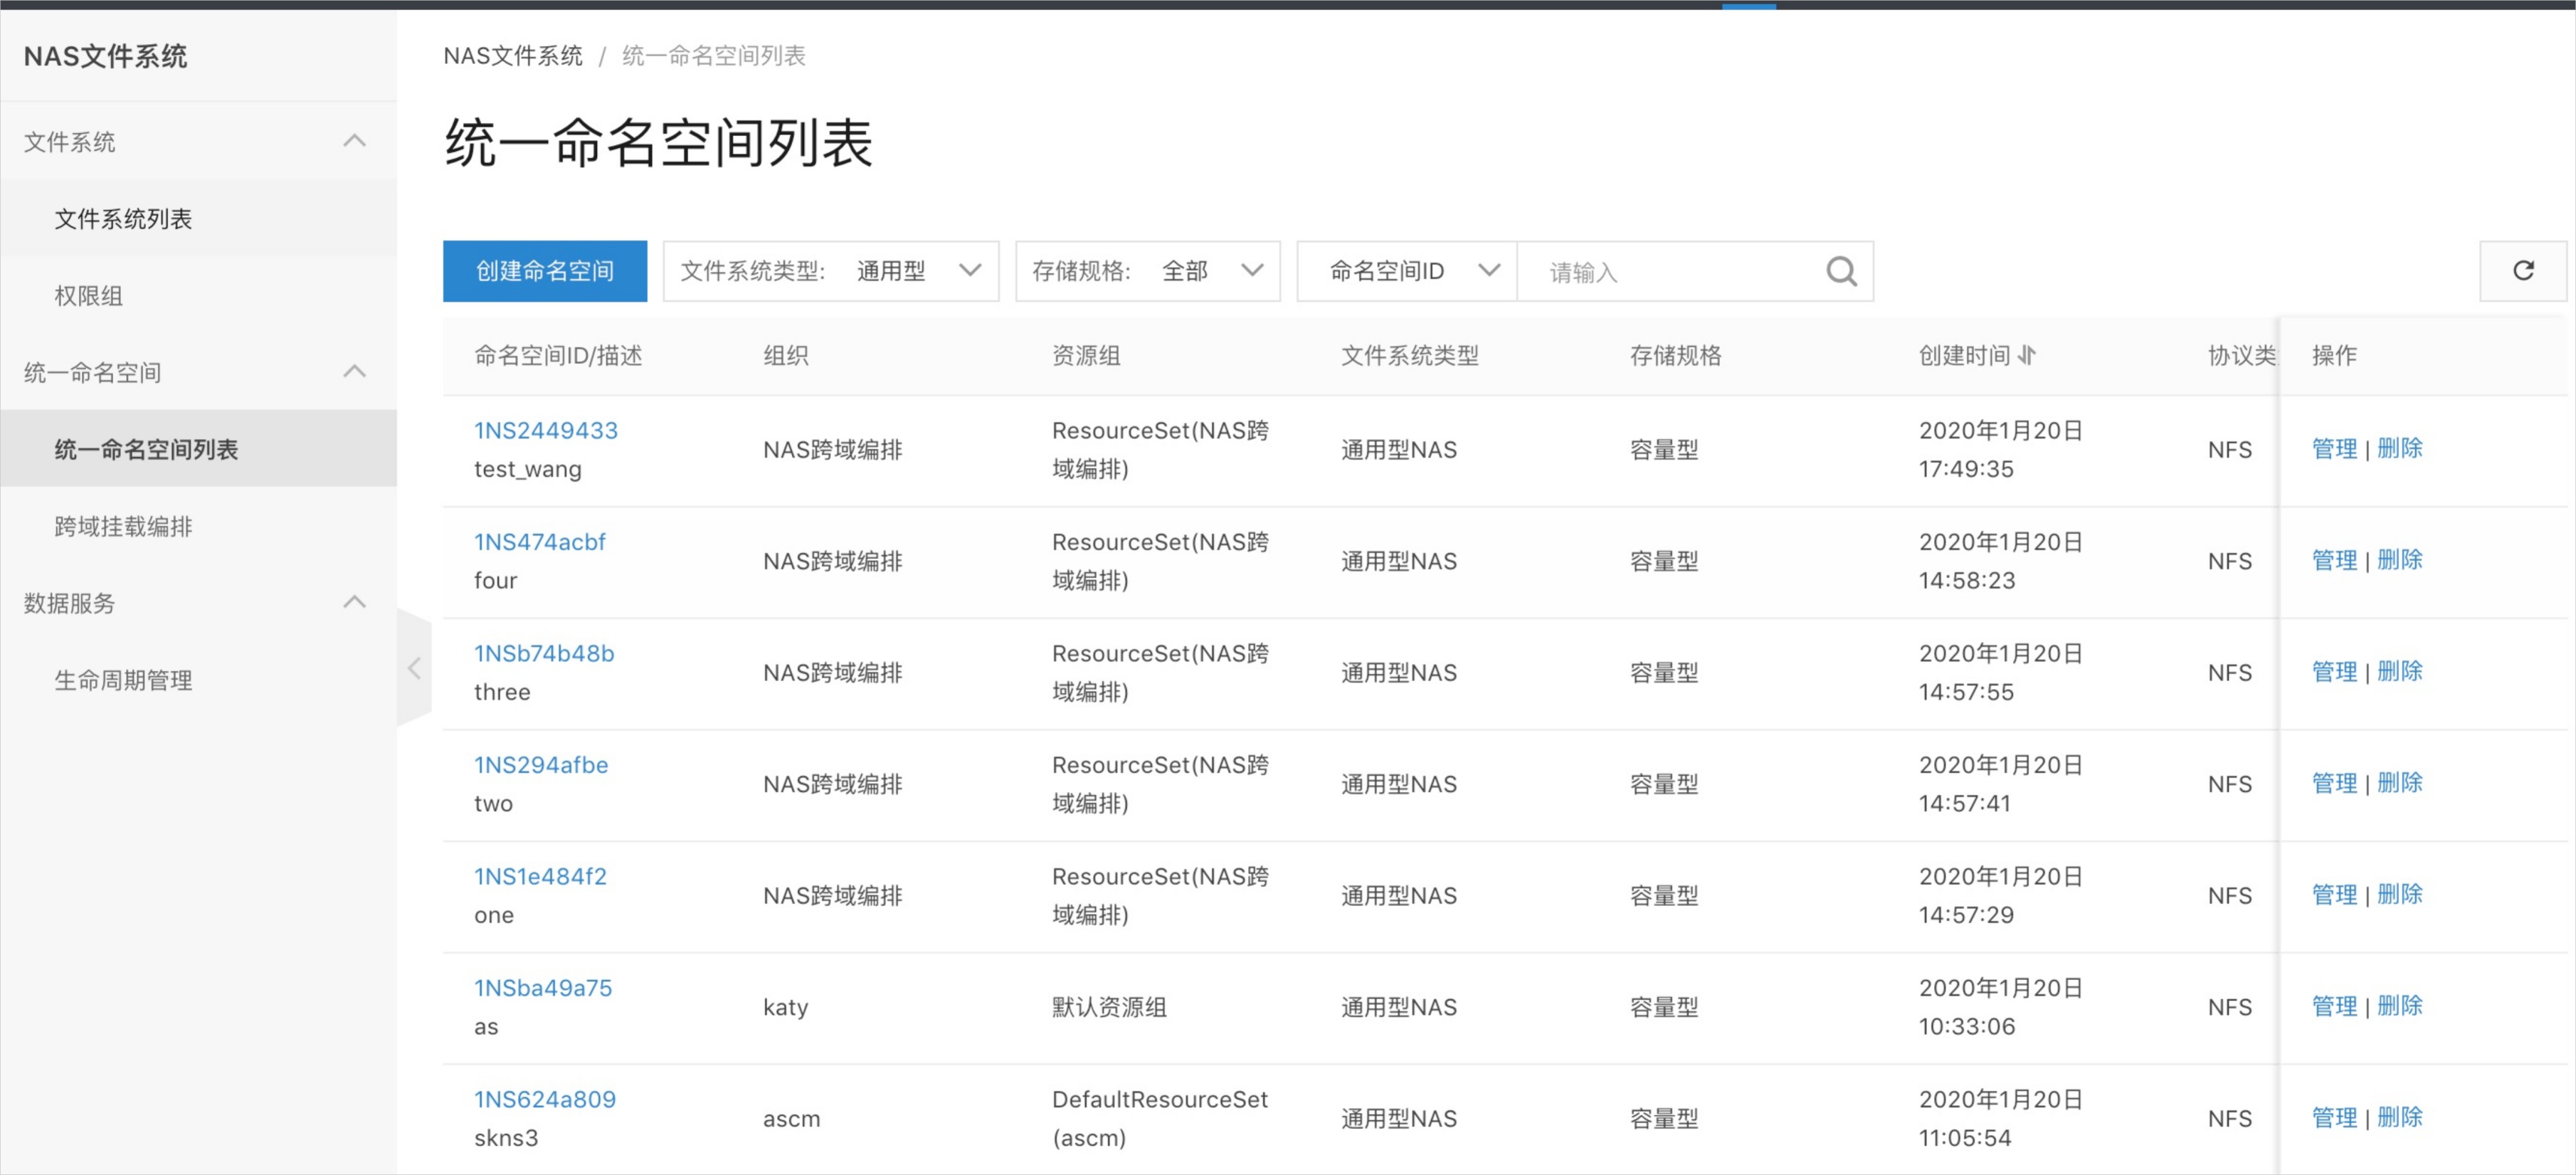 NAS文件系统
文件系统
文件系统列表
权限组
统一命名空间
统一命名空间列表
跨域挂载编排
数据服务
生命周期管理
NAS文件系统 / 统一命名空间列表
统一命名空间列表
创建命名空间 文件系统类型: 通用型 存储规格: 全部 命名空间ID 请输入
命名空间ID/描述 组织 资源组 文件系统类型 存储规格 创建时间 协议类 操作
1NS2449433 ResourceSet(NAS跨 2020年1月20日
NAS跨域编排 通用型NAS 容量型 NFS 管理 | 删除
test_wang 域编排) 17:49:35
1NS474acbf ResourceSet(NAS跨 2020年1月20日
NAS跨域编排 通用型NAS 容量型 NFS 管理 | 删除
four 域编排) 14:58:23
1NSb74b48b ResourceSet(NAS跨 2020年1月20日
NAS跨域编排 通用型NAS 容量型 NFS 管理 | 删除
three 域编排) 14:57:55
1NS294afbe ResourceSet(NAS跨 2020年1月20日
NAS跨域编排 通用型NAS 容量型 NFS 管理 | 删除
two 域编排) 14:57:41
1NS1e484f2 ResourceSet(NAS跨 2020年1月20日
NAS跨域编排 通用型NAS 容量型 NFS 管理 | 删除
one 域编排) 14:57:29
1NSba49a75 2020年1月20日
katy 默认资源组 通用型NAS 容量型 NFS 管理 | 删除
as 10:33:06
1NS624a809 DefaultResourceSet 2020年1月20日
ascm 通用型NAS 容量型 NFS 管理 | 删除
skns3 (ascm) 11:05:54